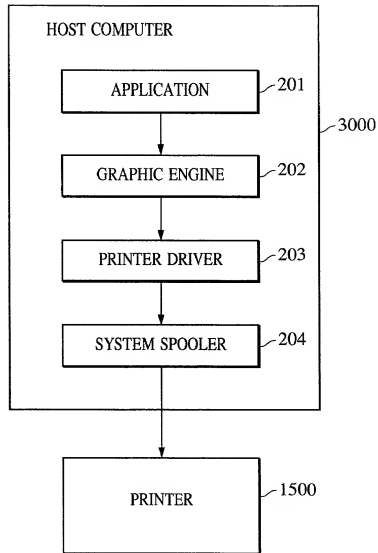 HOST COMPUTER
APPLICATION
201
3000
GRAPHIC ENGINE
202
PRINTER DRIVER
203
SYSTEM SPOOLER
204
PRINTER
1500